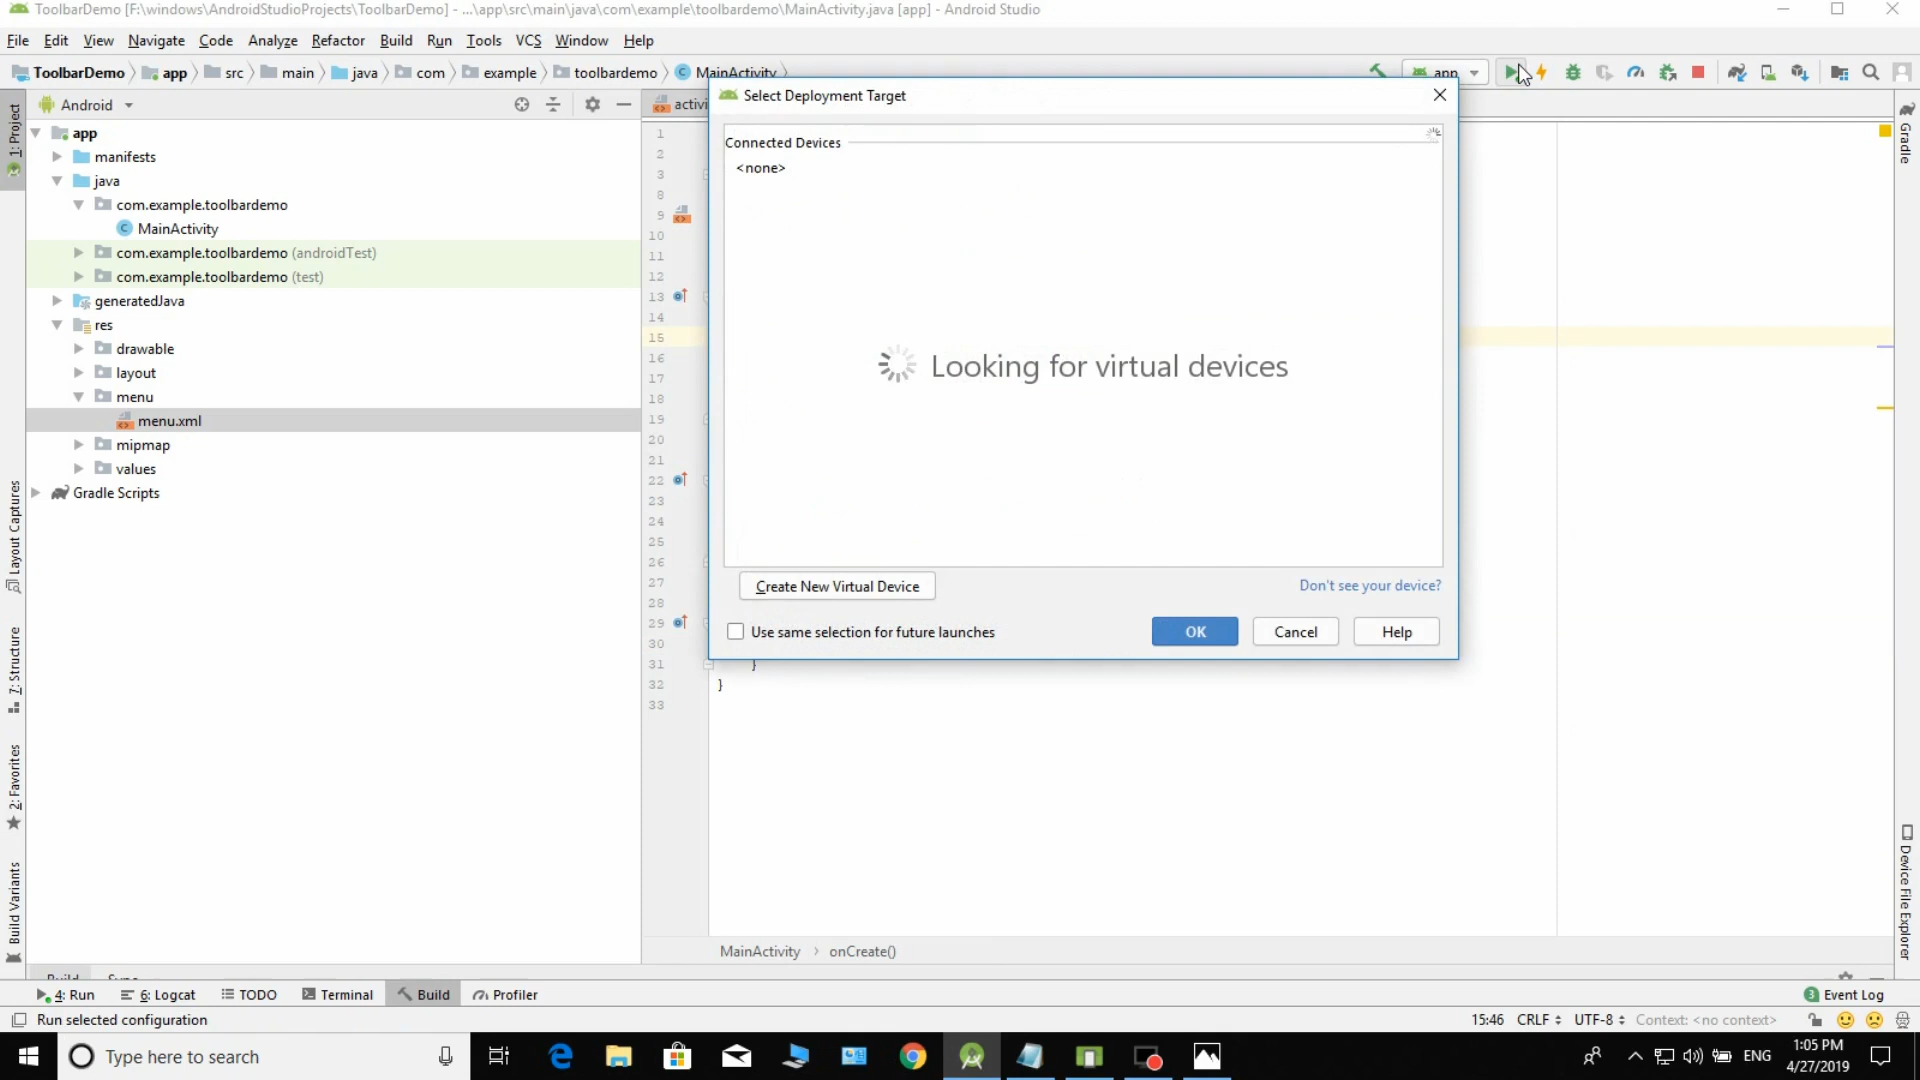 ToolbarDemo [F:\windows\AndroidStudioProjects\ToolbarDemo] - ...\app\src\main\java\com\example\toolbardemo\MainActivity.java [app] - Android Studio
File Edit View Navigate Code Analyze Refactor Build Run Tools VCS Window Help
ToolbarDemo app src main java com example toolbardemo MainActivity app
Android
1: Project
Layout Captures
7: Structure
2: Favorites
Build Variants
app
manifests
java
com.example.toolbardemo
MainActivity
com.example.toolbardemo (androidTest)
com.example.toolbardemo (test)
generatedJava
res
drawable
layout
menu
menu.xml
mipmap
values
Gradle Scripts
1
2
3
8
9
10
11
12
13
14
15
16
17
18
19
20
21
22
23
24
25
26
27
28
29
30
31 }
32 }
33
Select Deployment Target
Connected Devices
<none>
Looking for virtual devices
Create New Virtual Device
Don't see your device?
Use same selection for future launches
OK Cancel Help
Gradle
Device File Explorer
MainActivity > onCreate()
4: Run 6: Logcat TODO Terminal Build Profiler
3 Event Log
Run selected configuration
15:46 CRLF UTF-8 Context: <no context>
Type here to search
ENG
1:05 PM
4/27/2019